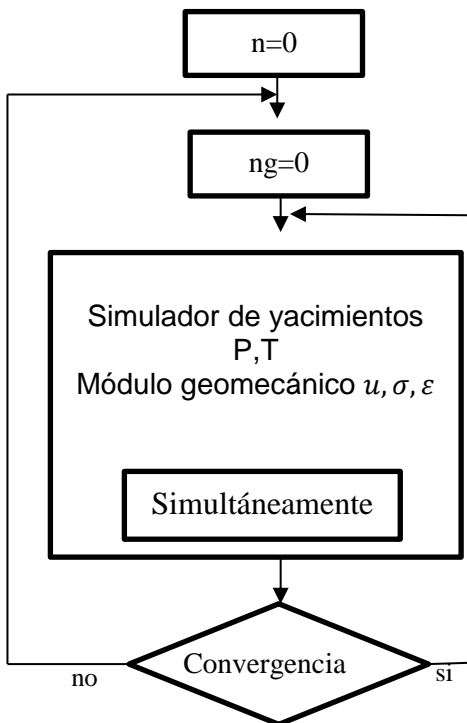 n=0
ng=0
Simulador de yacimientos
P,T
Módulo geomecánico 𝑢, 𝜎, 𝜀
Simultáneamente
Convergencia
no
si